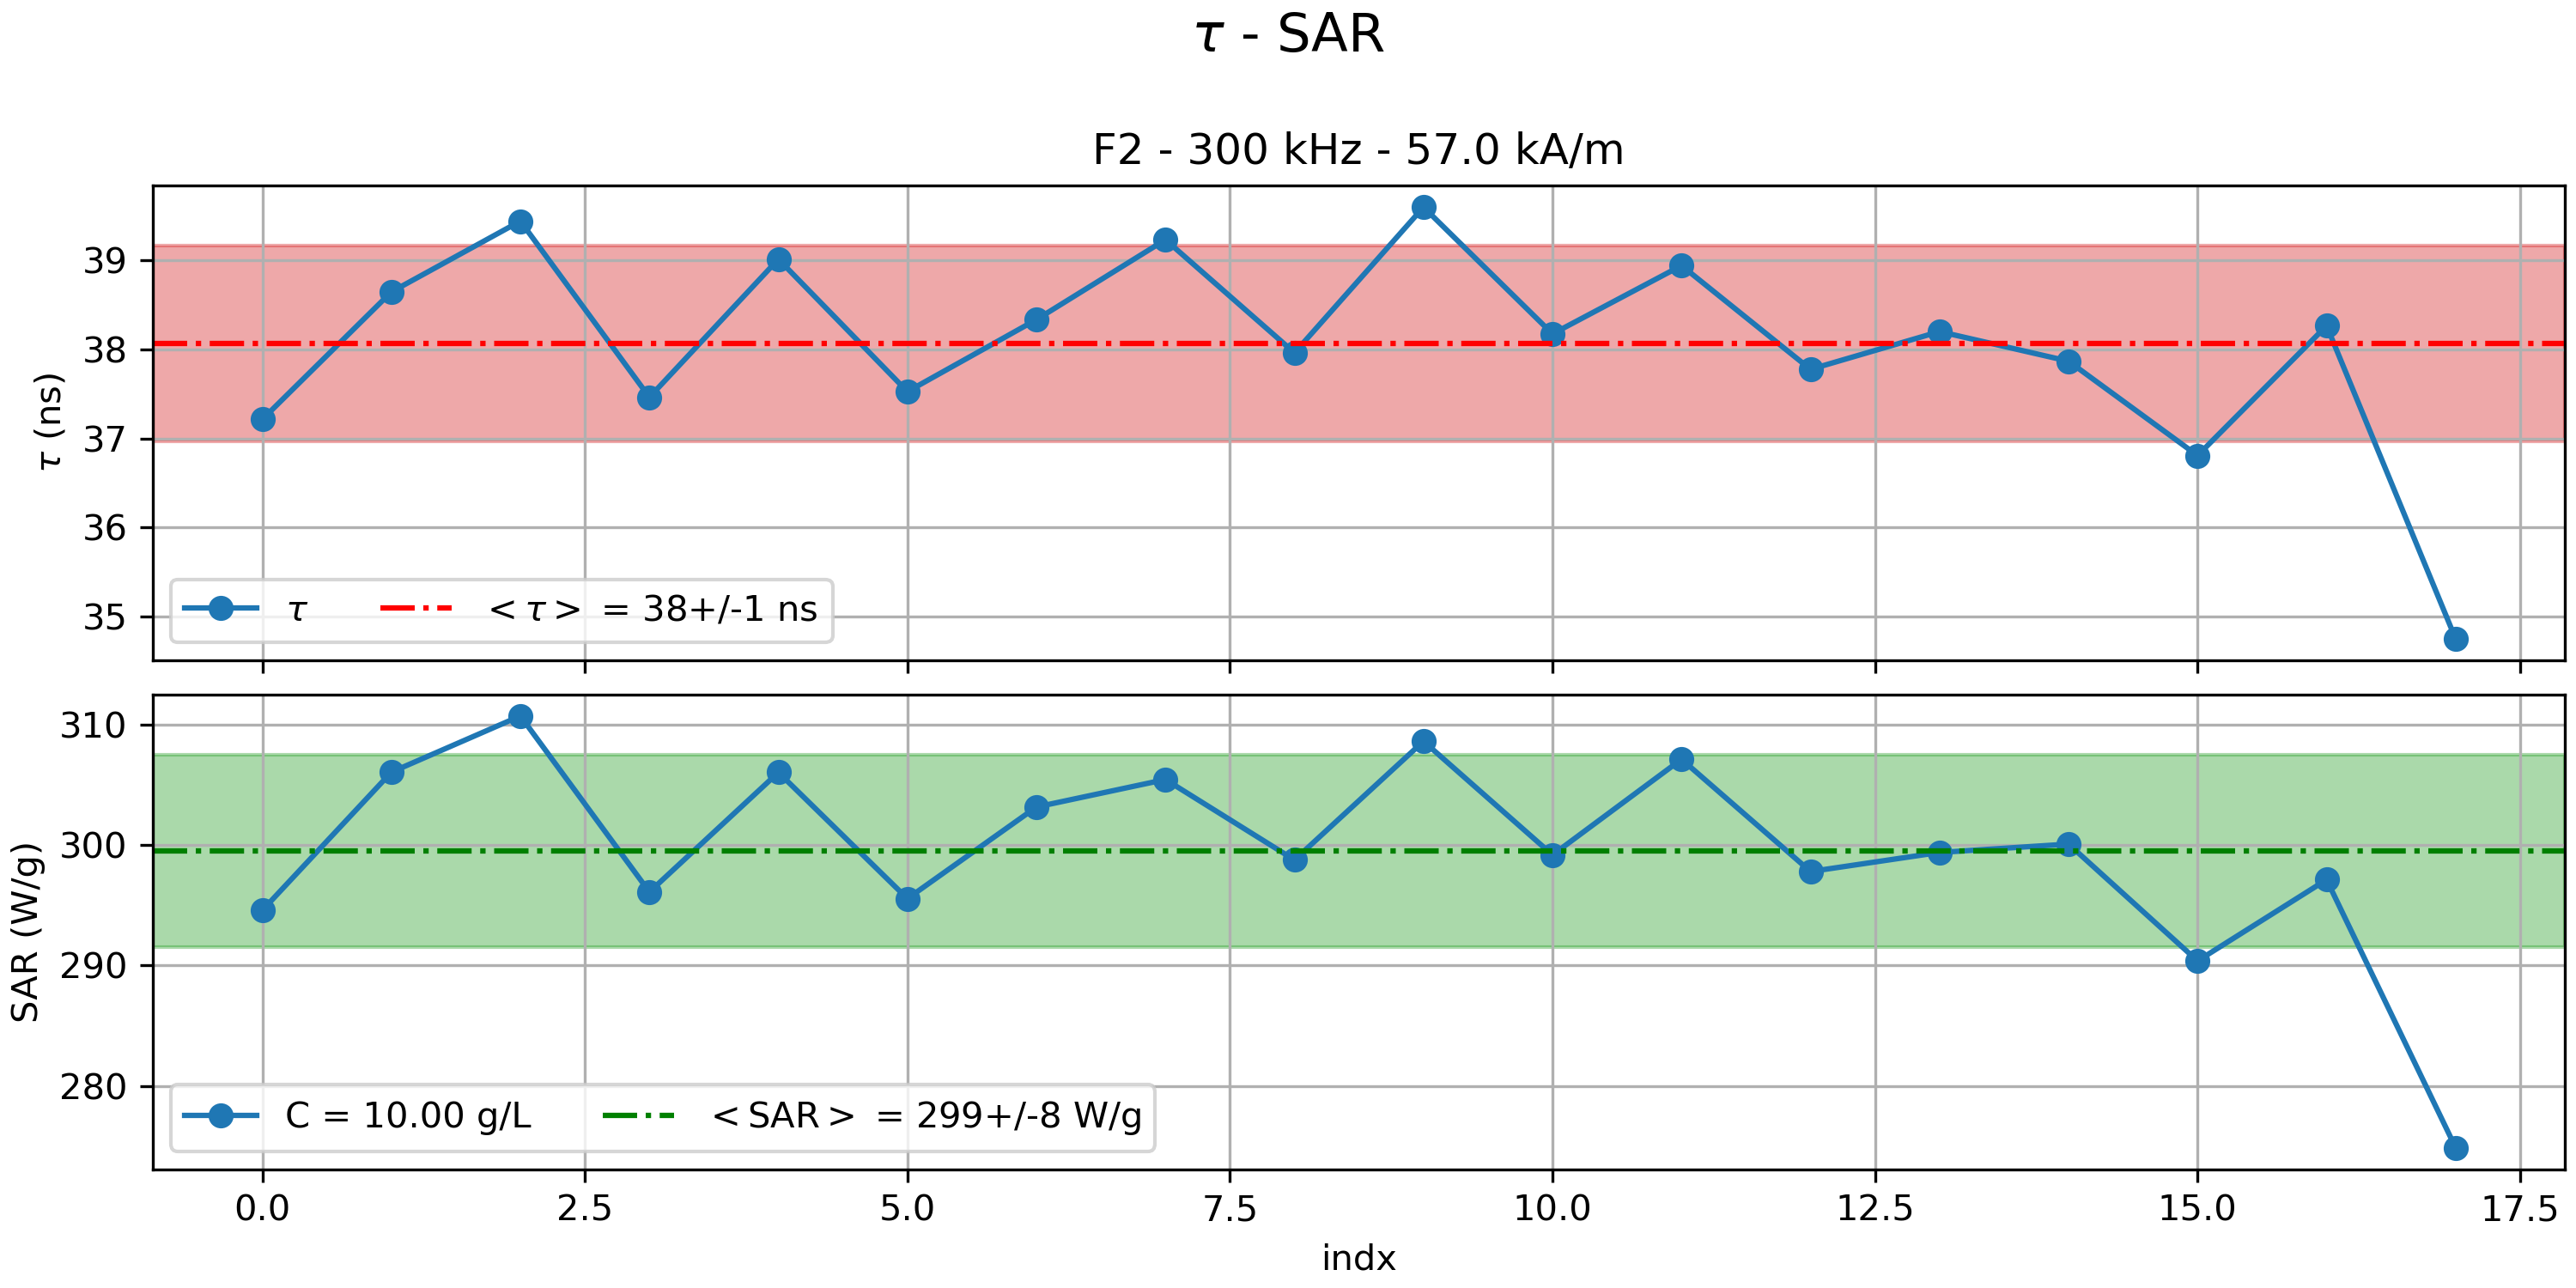 τ - SAR
F2 - 300 kHz - 57.0 kA/m
τ (ns)
39
38
37
36
35
τ
<τ> = 38+/-1 ns
SAR (W/g)
310
300
290
280
C = 10.00 g/L
<SAR> = 299+/-8 W/g
0.0 2.5 5.0 7.5 10.0 12.5 15.0 17.5
indx